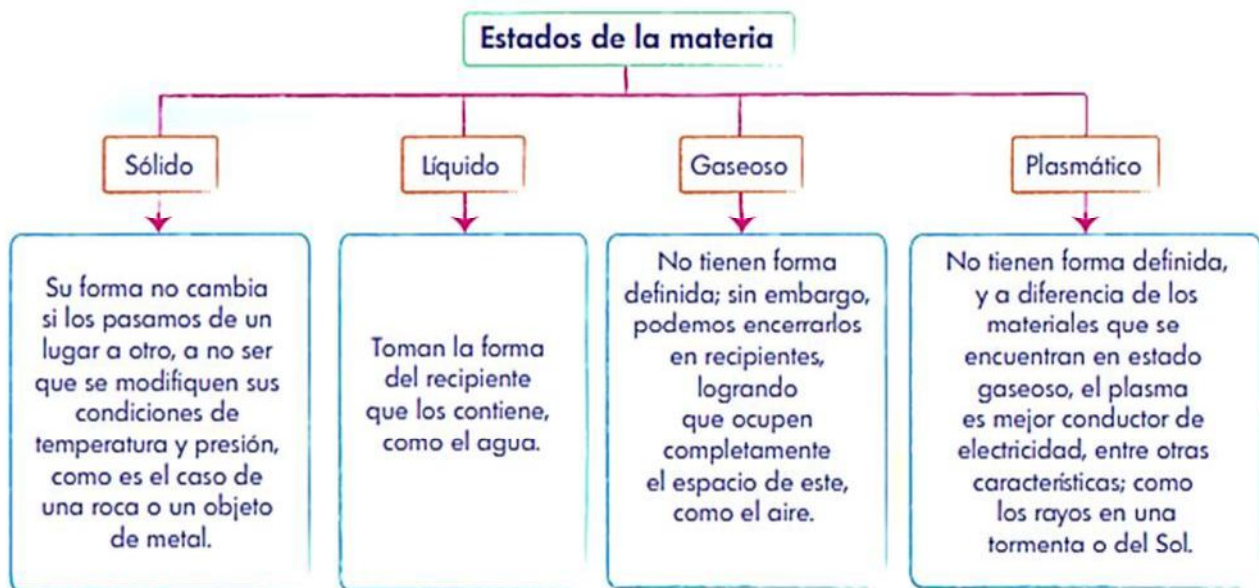 Estados de la materia
Sólido
Líquido
Gaseoso
Plasmático
Su forma no cambia
si los pasamos de un
lugar a otro, a no ser
que se modifiquen sus
condiciones de
temperatura y presión,
como es el caso de
una roca o un objeto
de metal.
Toman la forma
del recipiente
que los contiene,
como el agua.
No tienen forma
definida; sin embargo,
podemos encerrarlos
en recipientes,
logrando
que ocupen
completamente
el espacio de este,
como el aire.
No tienen forma definida,
y a diferencia de los
materiales que se
encuentran en estado
gaseoso, el plasma
es mejor conductor de
electricidad, entre otras
características; como
los rayos en una
tormenta o del Sol.